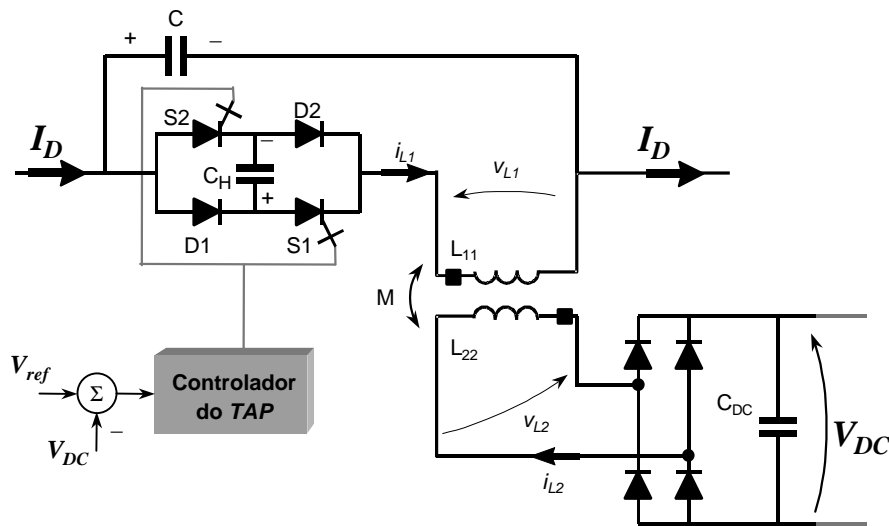 C
+
−
S2
D2
I_D
−
C_H
+
i_L1
v_L1
I_D
D1
S1
L_11
M
L_22
V_ref
Σ
−
V_DC
Controlador
do TAP
v_L2
i_L2
C_DC
V_DC